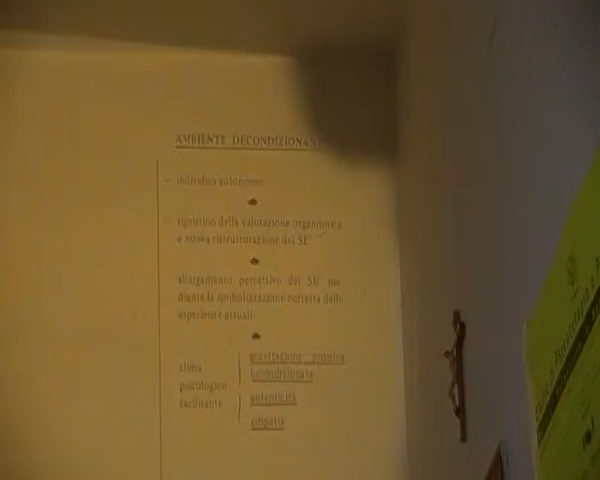 AMBIENTE DECONDIZIONAN
– individuo autonomo
– ripristino della valutazione organismica
e nuova ristrutturazione del SE'
allargamento percettivo del SE' me
diante la simbolizzazione corretta delle
esperienze attuali
clima
psicologico
facilitante
accettazione positiva
incondizionata
autenticità
empatia